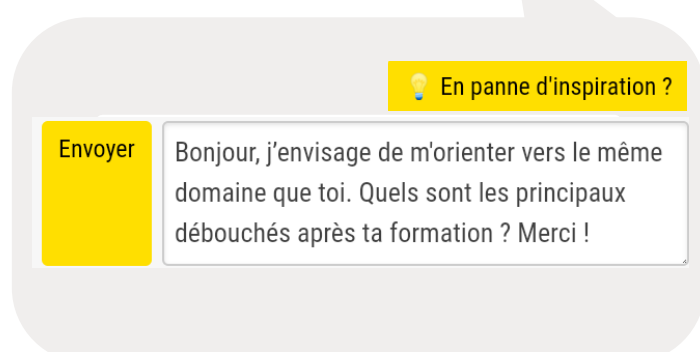 💡 En panne d'inspiration ?
Envoyer
Bonjour, j’envisage de m'orienter vers le même
domaine que toi. Quels sont les principaux
débouchés après ta formation ? Merci !